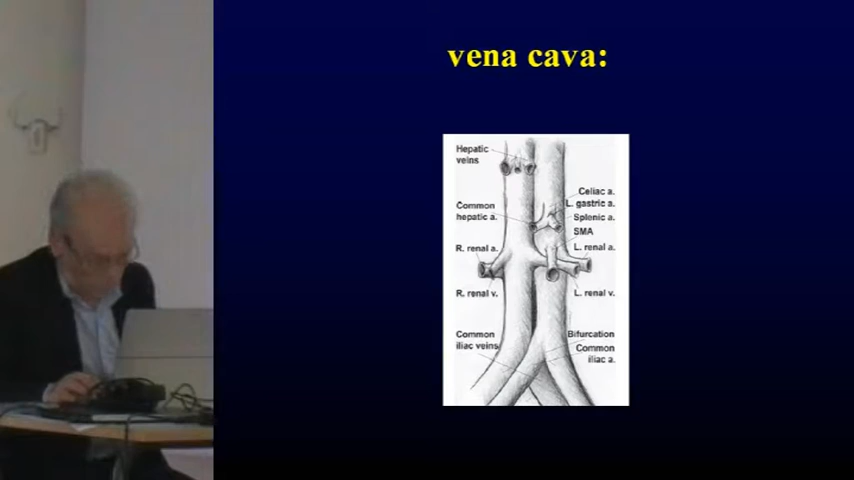 vena cava:
Hepatic
veins
Celiac a.
L. gastric a.
Common
hepatic a.
Splenic a.
SMA
R. renal a.
L. renal a.
R. renal v.
L. renal v.
Common
iliac veins
Bifurcation
Common
iliac a.